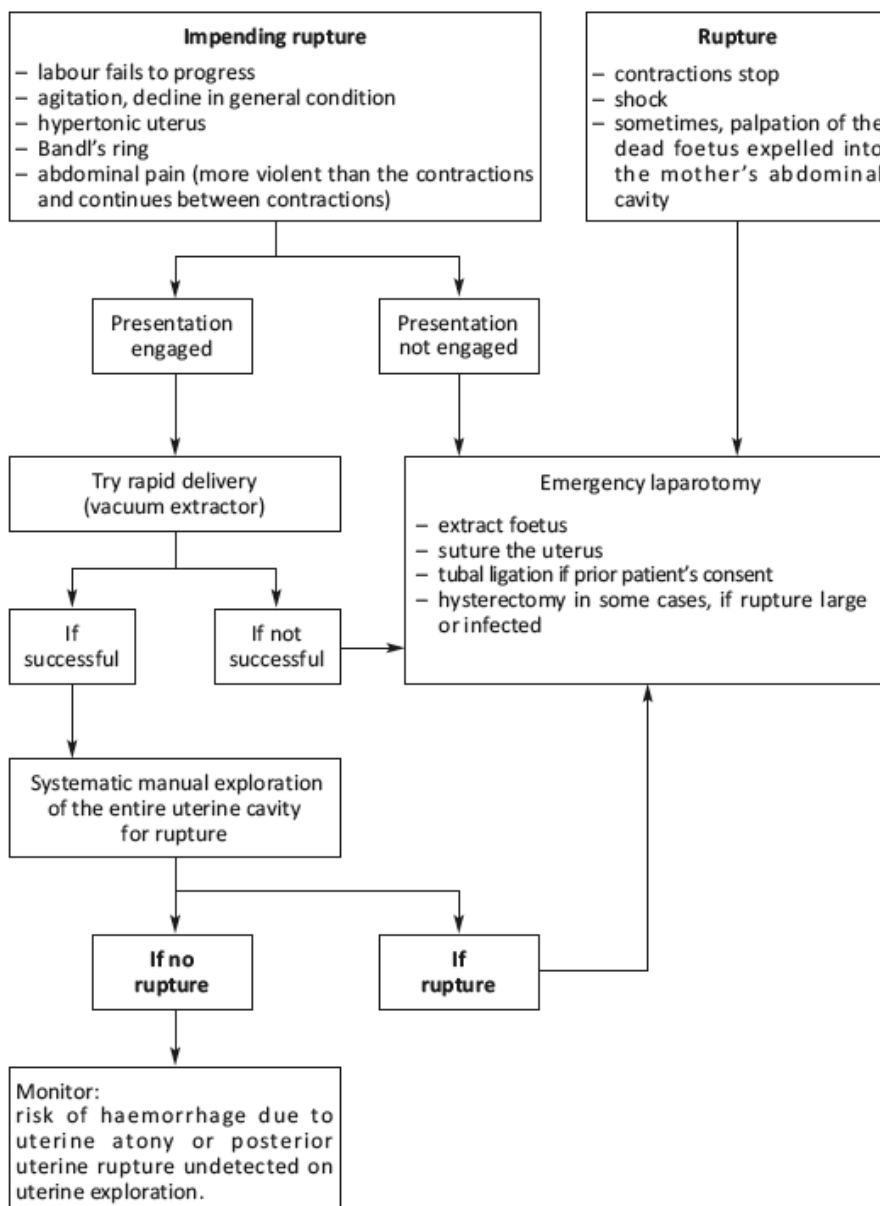 Impending rupture
– labour fails to progress
– agitation, decline in general condition
– hypertonic uterus
– Bandl's ring
– abdominal pain (more violent than the contractions
and continues between contractions)
Rupture
– contractions stop
– shock
– sometimes, palpation of the
dead foetus expelled into
the mother's abdominal
cavity
Presentation
engaged
Presentation
not engaged
Try rapid delivery
(vacuum extractor)
Emergency laparotomy
– extract foetus
– suture the uterus
– tubal ligation if prior patient's consent
– hysterectomy in some cases, if rupture large
or infected
If
successful
If not
successful
Systematic manual exploration
of the entire uterine cavity
for rupture
If no
rupture
If
rupture
Monitor:
risk of haemorrhage due to
uterine atony or posterior
uterine rupture undetected on
uterine exploration.